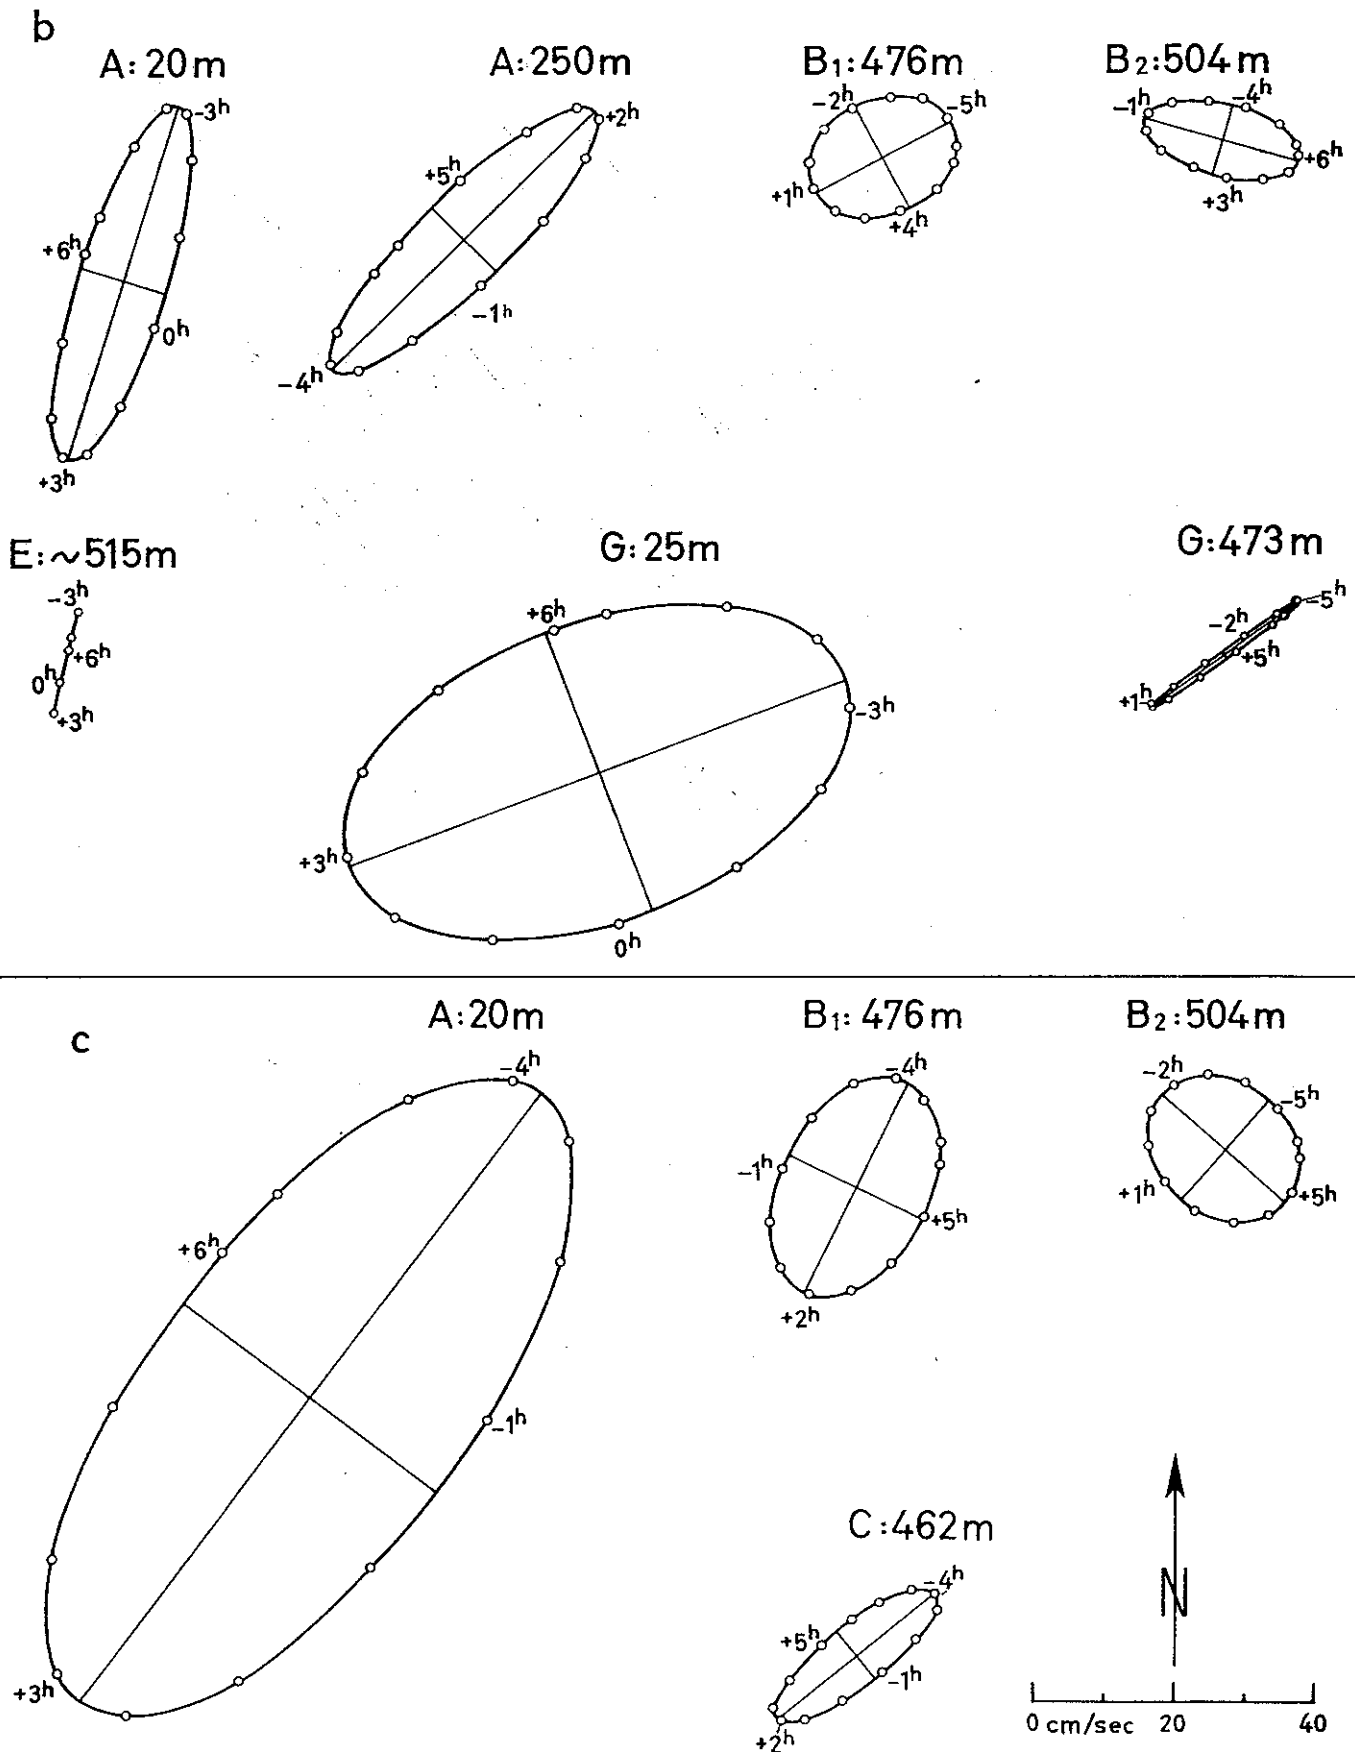 b
A: 20m
A: 250m
B1: 476m
B2: 504m
-3h
+6h
0h
+3h
+2h
+5h
-1h
-4h
-2h
-5h
+1h
+4h
-1h
-4h
+6h
+3h
E: ~515m
G: 25m
G: 473m
-3h
+6h
0h
+3h
+6h
-3h
+3h
0h
-5h
-2h
+5h
+1h
c
A: 20m
B1: 476m
B2: 504m
-4h
+6h
-1h
+3h
-4h
-1h
+5h
+2h
-2h
-5h
+1h
+5h
C: 462m
-4h
+5h
-1h
+2h
N
0 cm/sec 20 40